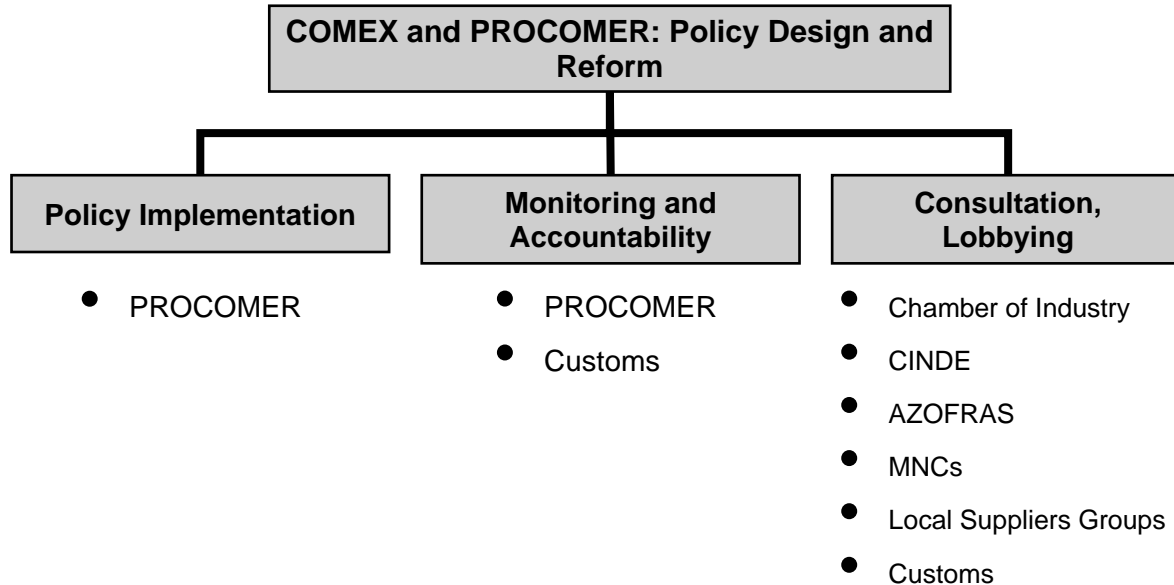 COMEX and PROCOMER: Policy Design and
Reform
Policy Implementation
● PROCOMER
Monitoring and
Accountability
● PROCOMER
● Customs
Consultation,
Lobbying
● Chamber of Industry
● CINDE
● AZOFRAS
● MNCs
● Local Suppliers Groups
● Customs